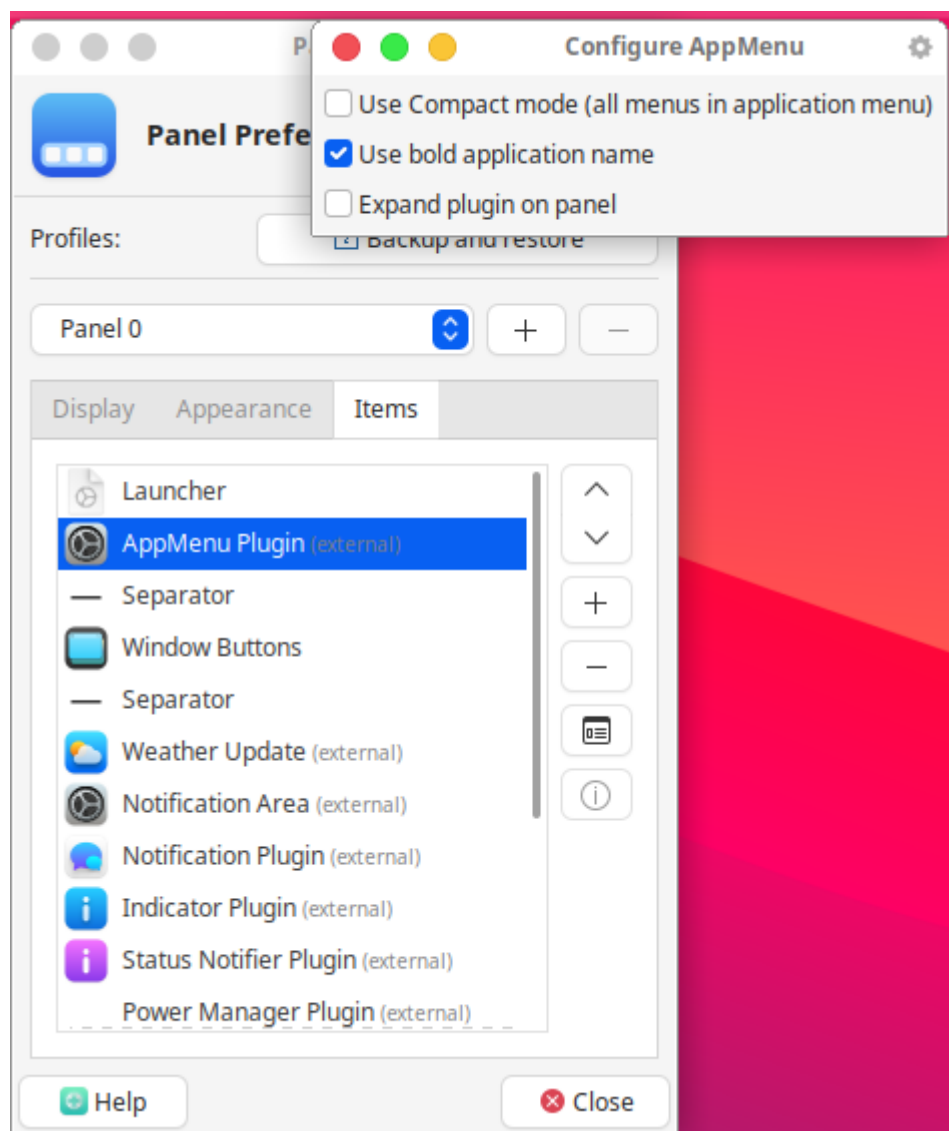 Configure AppMenu
Use Compact mode (all menus in application menu)
Use bold application name
Expand plugin on panel
Panel
Profiles:
Backup and restore
Panel 0
Display
Appearance
Items
Launcher
AppMenu Plugin (external)
Separator
Window Buttons
Separator
Weather Update (external)
Notification Area (external)
Notification Plugin (external)
Indicator Plugin (external)
Status Notifier Plugin (external)
Power Manager Plugin (external)
Help
Close